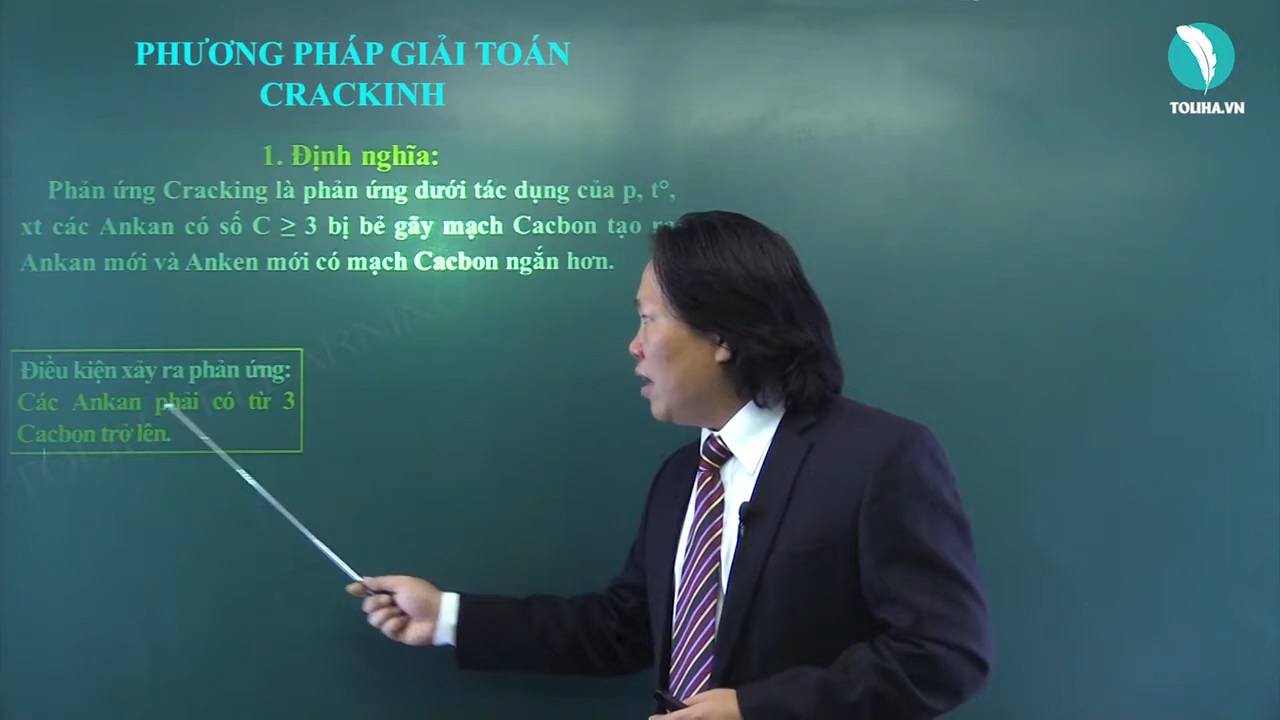 PHƯƠNG PHÁP GIẢI TOÁN
CRACKINH
TOLIHA.VN
1. Định nghĩa:
Phản ứng Cracking là phản ứng dưới tác dụng của p, t°,
xt các Ankan có số C ≥ 3 bị bẻ gãy mạch Cacbon tạo ra
Ankan mới và Anken mới có mạch Cacbon ngắn hơn.
Điều kiện xảy ra phản ứng:
Các Ankan phải có từ 3
Cacbon trở lên.